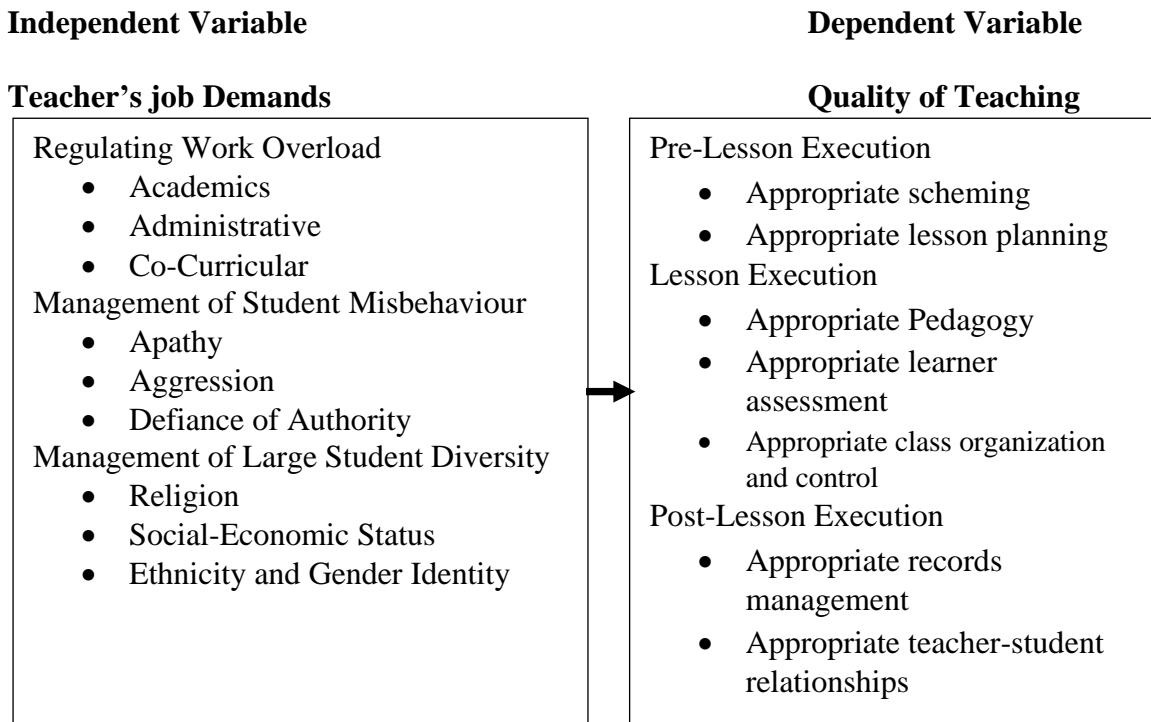 Independent Variable
Dependent Variable
Teacher’s job Demands
Quality of Teaching
Regulating Work Overload
• Academics
• Administrative
• Co-Curricular
Management of Student Misbehaviour
• Apathy
• Aggression
• Defiance of Authority
Management of Large Student Diversity
• Religion
• Social-Economic Status
• Ethnicity and Gender Identity
Pre-Lesson Execution
• Appropriate scheming
• Appropriate lesson planning
Lesson Execution
• Appropriate Pedagogy
• Appropriate learner
assessment
• Appropriate class organization
and control
Post-Lesson Execution
• Appropriate records
management
• Appropriate teacher-student
relationships